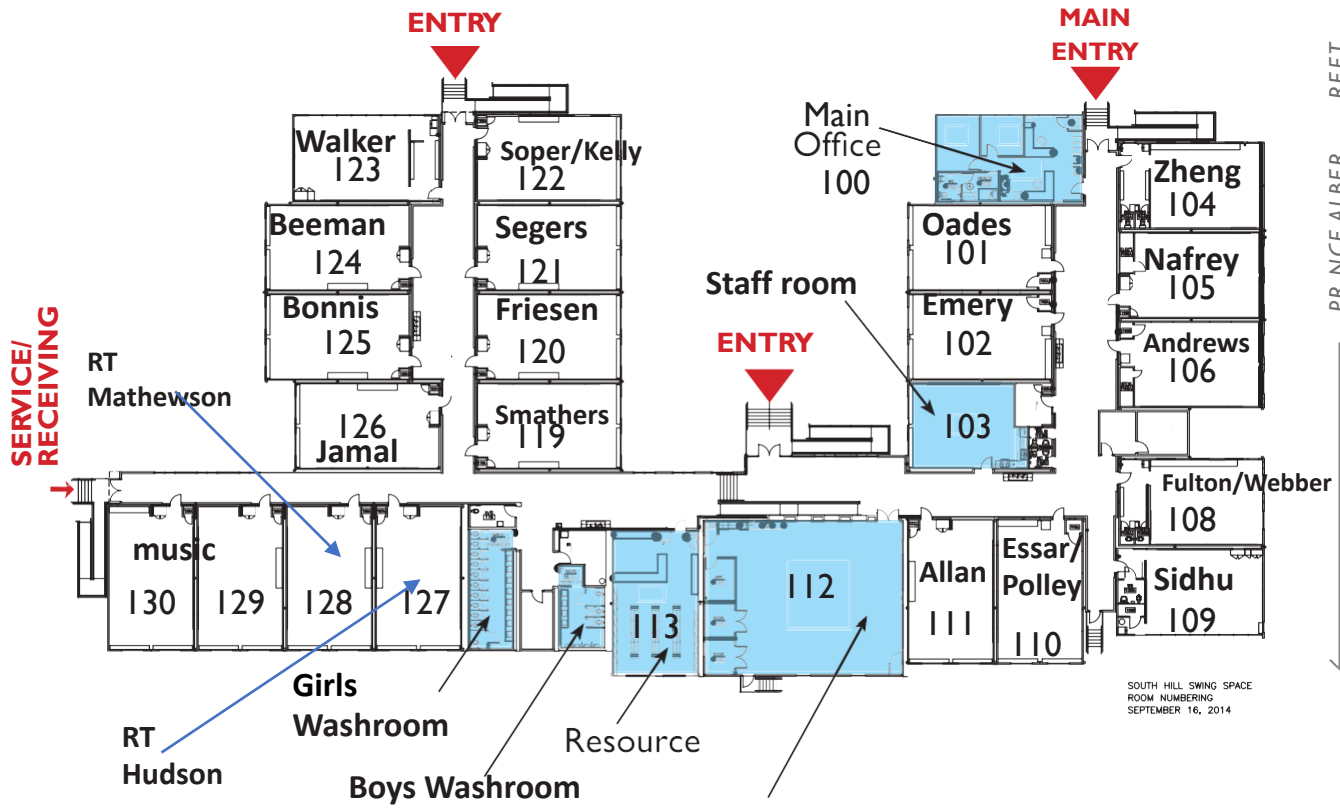 ENTRY
MAIN
ENTRY
Walker
123
Soper/Kelly
122
Main
Office
100
Zheng
104
Beeman
124
Segers
121
Oades
101
Nafrey
105
Staff room
Bonnis
125
Friesen
120
Emery
102
Andrews
106
ENTRY
SERVICE/
RECEIVING
RT
Mathewson
126
Jamal
Smathers
119
103
Fulton/Webber
108
music
130
129
128
127
113
112
Allan
111
Essar/
Polley
110
Sidhu
109
Girls
Washroom
RT
Hudson
Resource
Boys Washroom
SOUTH HILL SWING SPACE
ROOM NUMBERING
SEPTEMBER 16, 2014